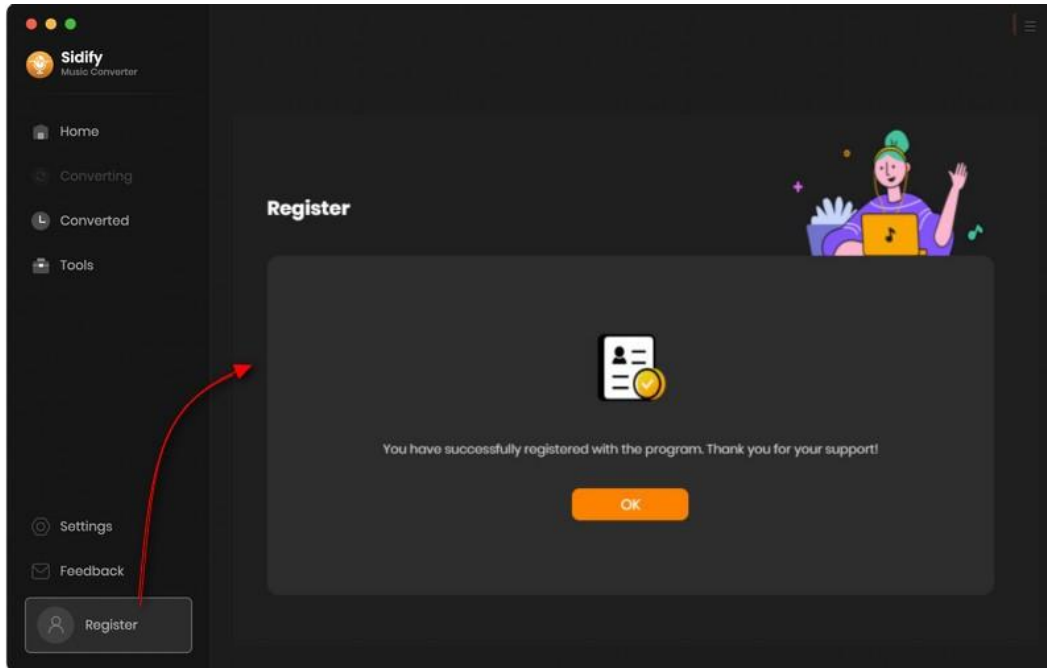 Sidify
Music Converter
Home
Converting
Converted
Tools
Register
You have successfully registered with the program. Thank you for your support!
OK
Settings
Feedback
Register